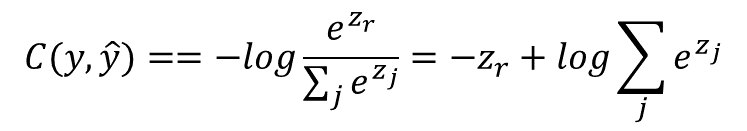 C(y, ŷ) == −log e^{z_r} / ∑_j e^{z_j} = −z_r + log ∑_j e^{z_j}